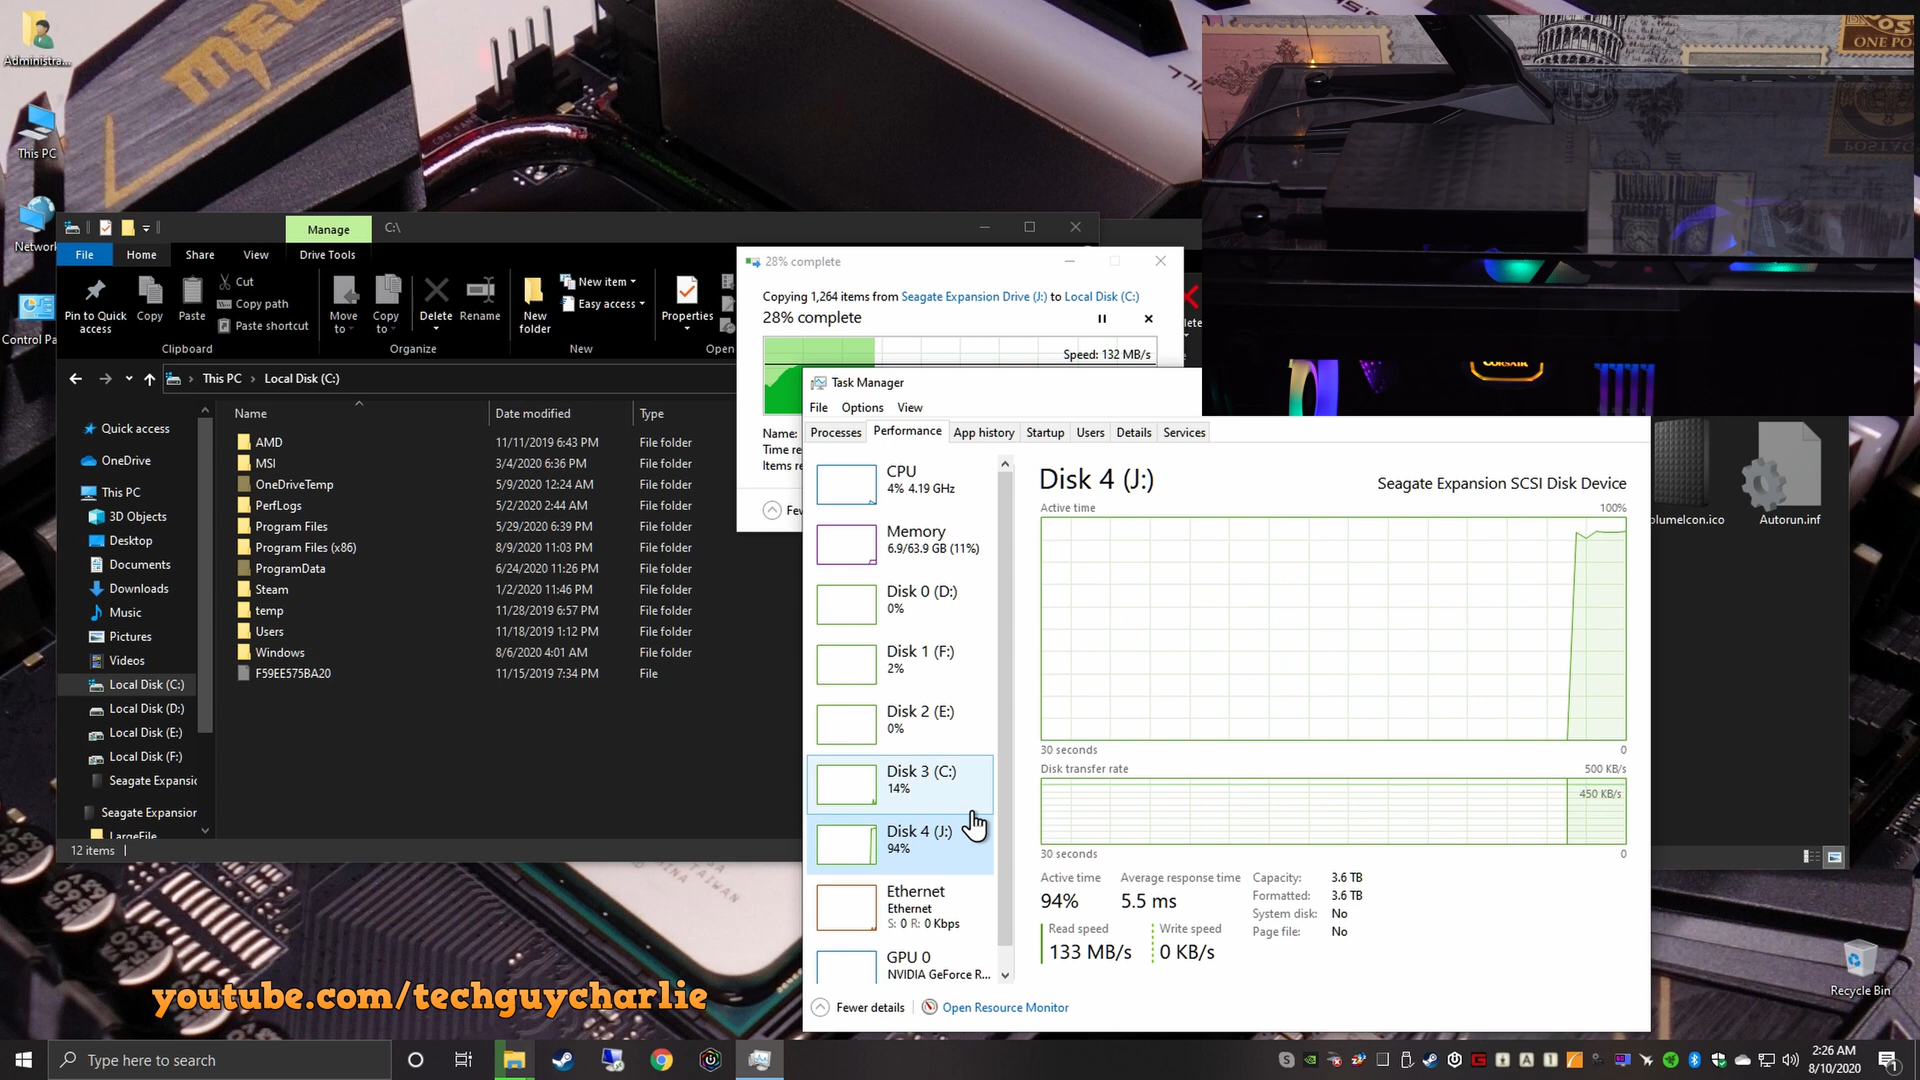 Administra...
This PC
Network
Control Pa
MEG
CPU FAN
ONE PO
CORSAIR
Manage
C:\
File
Home
Share
View
Drive Tools
Pin to Quick access
Copy
Paste
Cut
Copy path
Paste shortcut
Clipboard
Move to
Copy to
Delete
Rename
Organize
New folder
New item
Easy access
New
Properties
Open
This PC > Local Disk (C:)
Quick access
OneDrive
This PC
3D Objects
Desktop
Documents
Downloads
Music
Pictures
Videos
Local Disk (C:)
Local Disk (D:)
Local Disk (E:)
Local Disk (F:)
Seagate Expansic
Seagate Expansior
LargeFile
12 items
Name
Date modified
Type
AMD 11/11/2019 6:43 PM File folder
MSI 3/4/2020 6:36 PM File folder
OneDriveTemp 5/9/2020 12:24 AM File folder
PerfLogs 5/2/2020 2:44 AM File folder
Program Files 5/29/2020 6:39 PM File folder
Program Files (x86) 8/9/2020 11:03 PM File folder
ProgramData 6/24/2020 11:26 PM File folder
Steam 1/2/2020 11:46 PM File folder
temp 11/28/2019 6:57 PM File folder
Users 11/18/2019 1:12 PM File folder
Windows 8/6/2020 4:01 AM File folder
F59EE575BA20 11/15/2019 7:34 PM File
28% complete
Copying 1,264 items from Seagate Expansion Drive (J:) to Local Disk (C:)
28% complete
Speed: 132 MB/s
Name:
Time re
Items re
Few
lete
Task Manager
File Options View
Processes
Performance
App history
Startup
Users
Details
Services
CPU
4% 4.19 GHz
Memory
6.9/63.9 GB (11%)
Disk 0 (D:)
0%
Disk 1 (F:)
2%
Disk 2 (E:)
0%
Disk 3 (C:)
14%
Disk 4 (J:)
94%
Ethernet
Ethernet
S: 0 R: 0 Kbps
GPU 0
NVIDIA GeForce R...
Disk 4 (J:)
Seagate Expansion SCSI Disk Device
Active time 100%
30 seconds 0
Disk transfer rate 500 KB/s
450 KB/s
30 seconds 0
Active time
94%
Average response time
5.5 ms
Read speed
133 MB/s
Write speed
0 KB/s
Capacity: 3.6 TB
Formatted: 3.6 TB
System disk: No
Page file: No
Fewer details
Open Resource Monitor
olumeIcon.ico
Autorun.inf
Recycle Bin
youtube.com/techguycharlie
Type here to search
2:26 AM
8/10/2020